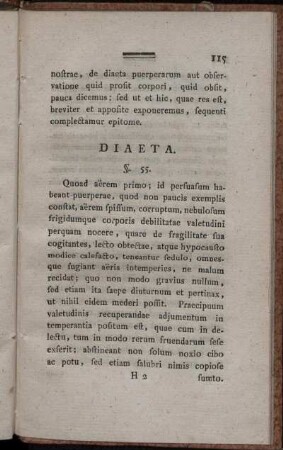 115
nostrae, de diaeta puerperarum aut obser-
vatione quid prosit corpori, quid obsit,
pauca dicemus; sed ut et hic, quae res est,
breviter et apposite exponeremus, sequenti
complectamur epitome.
DIAETA.
§. 55.
Quoad aërem primo; id persuasum ha-
beant puerperae, quod non paucis exemplis
constat, aërem spissum, corruptum, nebulosum
frigidumque corporis debilitatae valetudini
perquam nocere, quare de fragilitate sua
cogitantes, lecto obtectae, atque hypocausto
modice calefacto, teneantur sedulo, omnes-
que fugiant aëris intemperies, ne malum
recidat; quo non modo gravius nullum,
sed etiam ita saepe diuturnum et pertinax,
ut nihil eidem mederi possit. Praecipuum
valetudinis recuperandae adjumentum in
temperantia positum est, quae cum in de-
lectu, tum in modo rerum fruendarum sese
exserit; abstineant non solum noxio cibo
ac potu, sed etiam salubri nimis copiose
H 2 sumto.